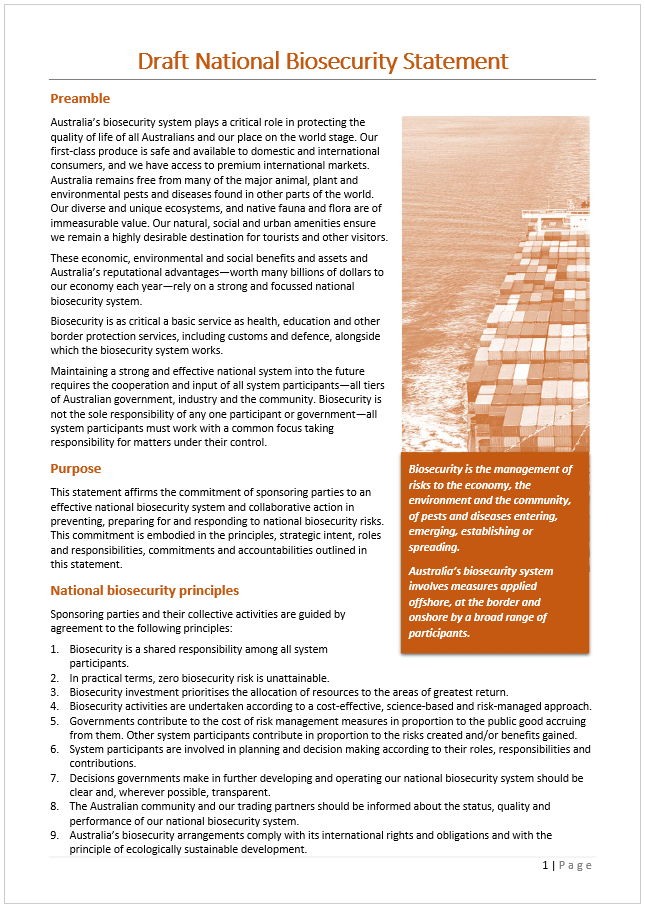 Draft National Biosecurity Statement
Preamble
Australia's biosecurity system plays a critical role in protecting the
quality of life of all Australians and our place on the world stage. Our
first-class produce is safe and available to domestic and international
consumers, and we have access to premium international markets.
Australia remains free from many of the major animal, plant and
environmental pests and diseases found in other parts of the world.
Our diverse and unique ecosystems, and native fauna and flora are of
immeasurable value. Our natural, social and urban amenities ensure
we remain a highly desirable destination for tourists and other visitors.
These economic, environmental and social benefits and assets and
Australia's reputational advantages—worth many billions of dollars to
our economy each year—rely on a strong and focussed national
biosecurity system.
Biosecurity is as critical a basic service as health, education and other
border protection services, including customs and defence, alongside
which the biosecurity system works.
Maintaining a strong and effective national system into the future
requires the cooperation and input of all system participants—all tiers
of Australian government, industry and the community. Biosecurity is
not the sole responsibility of any one participant or government—all
system participants must work with a common focus taking
responsibility for matters under their control.
Purpose
This statement affirms the commitment of sponsoring parties to an
effective national biosecurity system and collaborative action in
preventing, preparing for and responding to national biosecurity risks.
This commitment is embodied in the principles, strategic intent, roles
and responsibilities, commitments and accountabilities outlined in
this statement.
Biosecurity is the management of
risks to the economy, the
environment and the community,
of pests and diseases entering,
emerging, establishing or
spreading.
Australia's biosecurity system
involves measures applied
offshore, at the border and
onshore by a broad range of
participants.
National biosecurity principles
Sponsoring parties and their collective activities are guided by
agreement to the following principles:
1. Biosecurity is a shared responsibility among all system
participants.
2. In practical terms, zero biosecurity risk is unattainable.
3. Biosecurity investment prioritises the allocation of resources to the areas of greatest return.
4. Biosecurity activities are undertaken according to a cost-effective, science-based and risk-managed approach.
5. Governments contribute to the cost of risk management measures in proportion to the public good accruing
from them. Other system participants contribute in proportion to the risks created and/or benefits gained.
6. System participants are involved in planning and decision making according to their roles, responsibilities and
contributions.
7. Decisions governments make in further developing and operating our national biosecurity system should be
clear and, wherever possible, transparent.
8. The Australian community and our trading partners should be informed about the status, quality and
performance of our national biosecurity system.
9. Australia's biosecurity arrangements comply with its international rights and obligations and with the
principle of ecologically sustainable development.
1 | Page